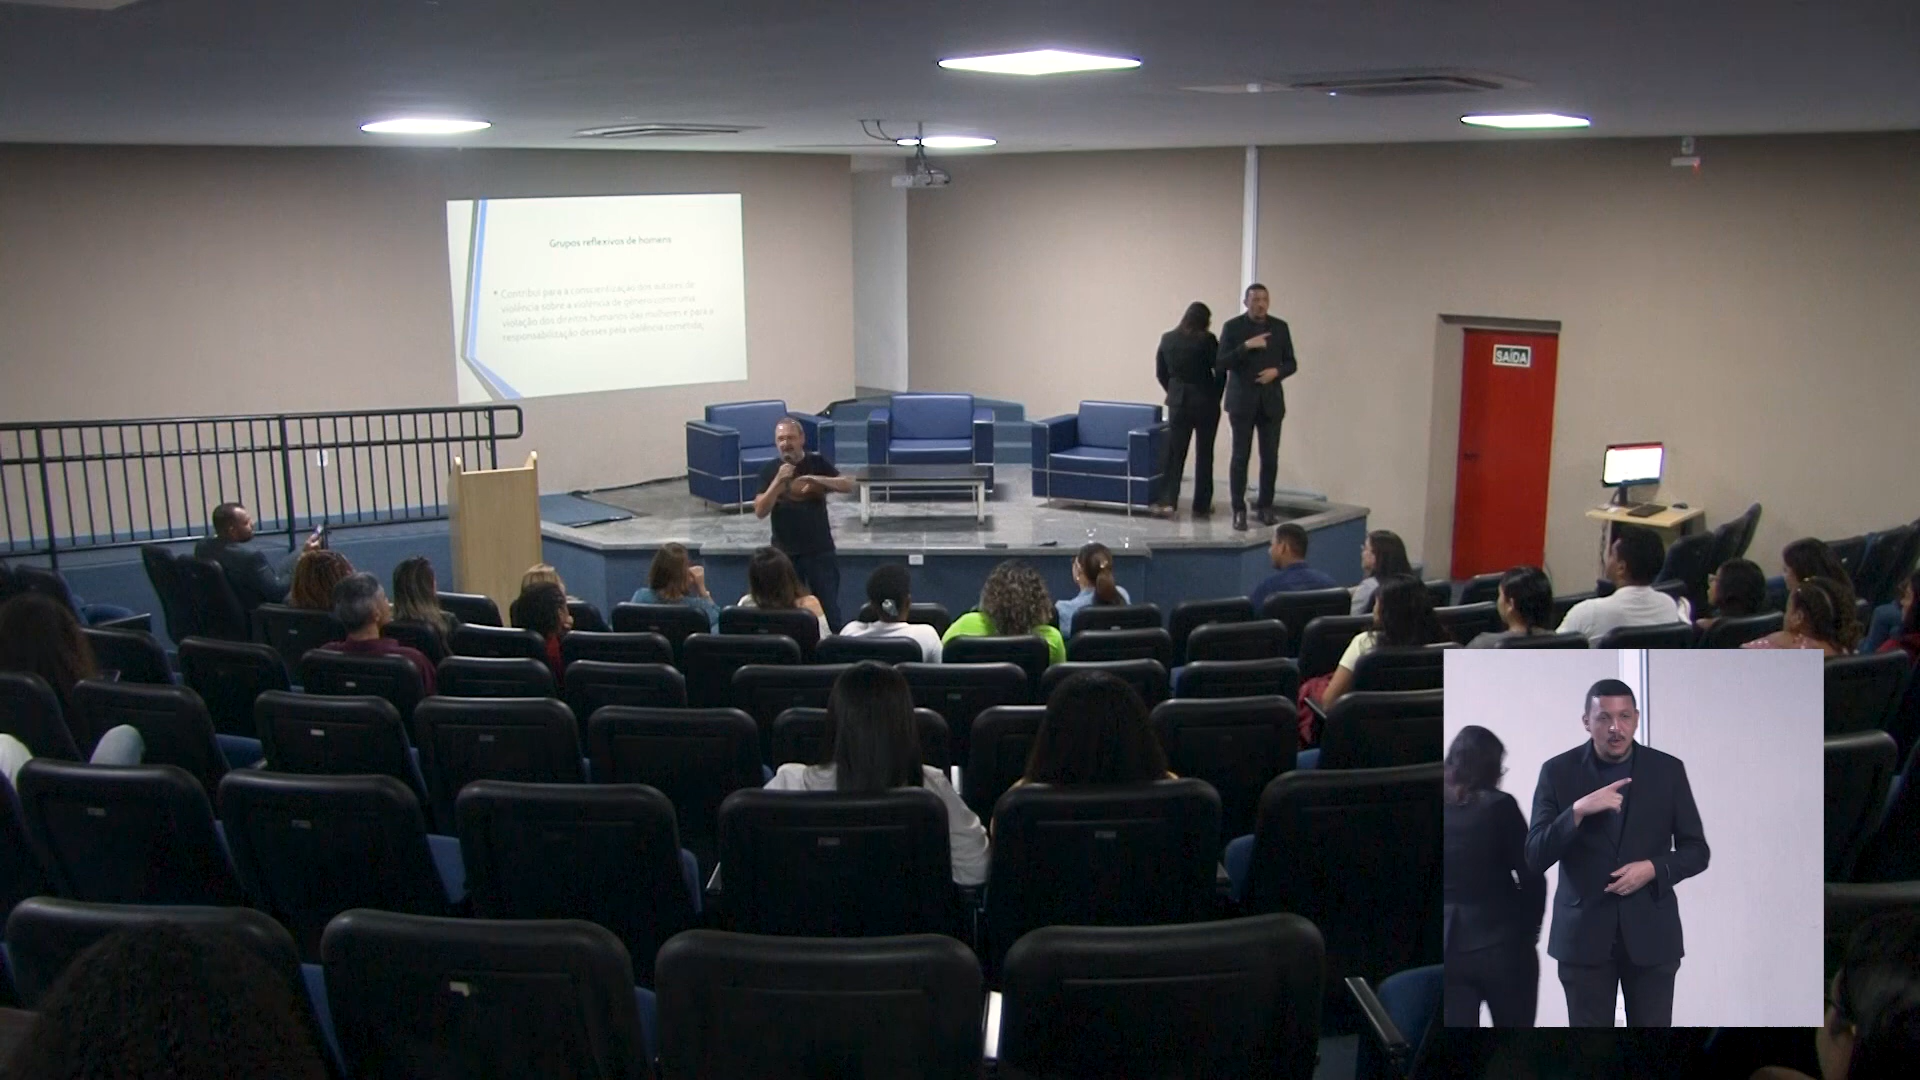 Grupos reflexivos de homens
• Contribui para a conscientização dos autores de
violência sobre a violência de gênero como uma
violação dos direitos humanos das mulheres e para a
responsabilização desses pela violência cometida;
SAÍDA